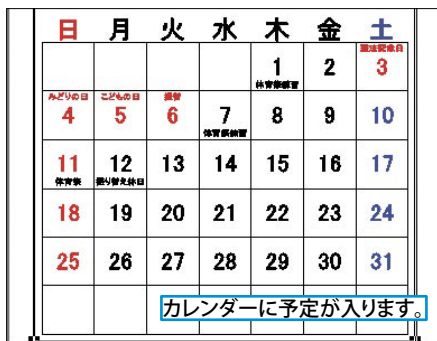 日 月 火 水 木 金 土
憲法記念日
1 2 3
体育祭練習
みどりの日 こどもの日 振替
4 5 6 7 8 9 10
体育祭練習
11 12 13 14 15 16 17
体育祭 振り替え休日
18 19 20 21 22 23 24
25 26 27 28 29 30 31
カレンダーに予定が入ります。